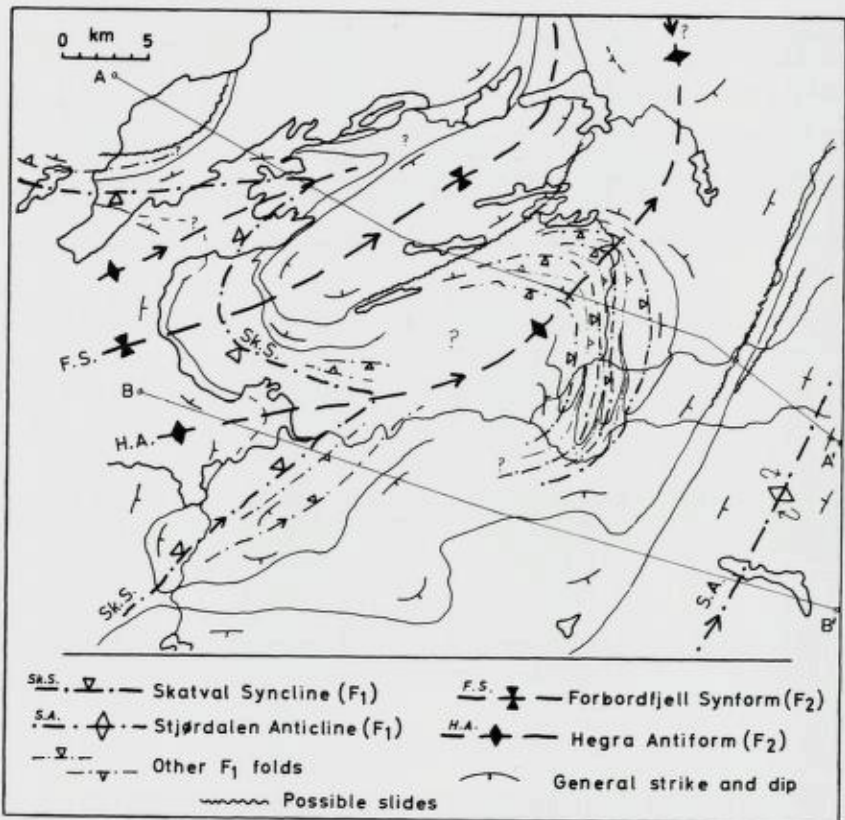 0 km 5
A
?
?
?
?
F.S.
Sk.S.
?
B
H.A.
A'
?
S.A.
Sk.S.
B'
Sk.S. Skatval Syncline (F1)
F.S. Forbordfjell Synform (F2)
S.A. Stjørdalen Anticline (F1)
H.A. Hegra Antiform (F2)
Other F1 folds
General strike and dip
Possible slides